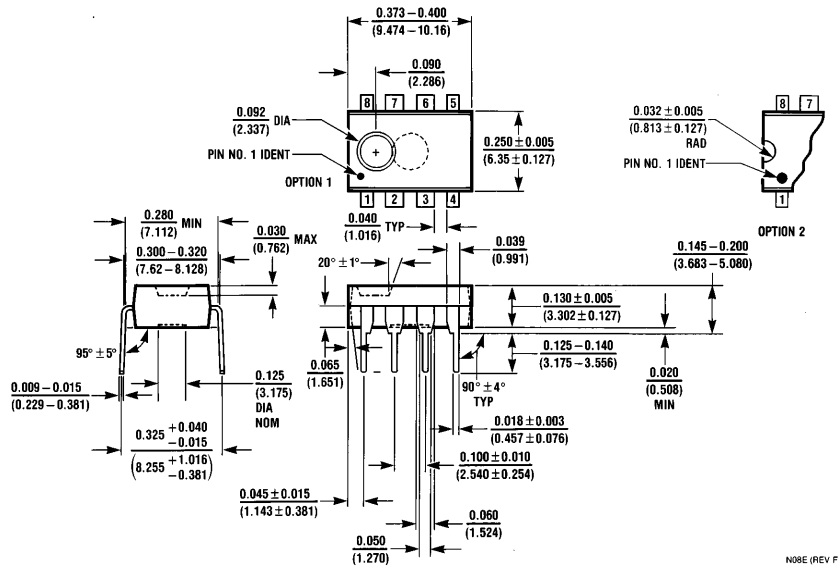 0.373–0.400
(9.474–10.16)
0.090
(2.286)
8 7 6 5
0.092 DIA
(2.337)
PIN NO. 1 IDENT
OPTION 1
1 2 3 4
0.250 ± 0.005
(6.35 ± 0.127)
0.032 ± 0.005
(0.813 ± 0.127)
RAD
PIN NO. 1 IDENT
8 7
1
OPTION 2
0.280 MIN
(7.112)
0.030 MAX
(0.762)
0.040 TYP
(1.016)
0.039
(0.991)
0.145–0.200
(3.683–5.080)
0.300–0.320
(7.62–8.128)
20° ± 1°
0.130 ± 0.005
(3.302 ± 0.127)
95° ± 5°
0.065
(1.651)
0.125–0.140
(3.175–3.556)
0.020
(0.508)
MIN
90° ± 4°
TYP
0.009–0.015
(0.229–0.381)
0.125
(3.175)
DIA
NOM
0.018 ± 0.003
(0.457 ± 0.076)
0.325 +0.040
−0.015
(8.255 +1.016
−0.381)
0.100 ± 0.010
(2.540 ± 0.254)
0.045 ± 0.015
(1.143 ± 0.381)
0.060
(1.524)
0.050
(1.270)
N08E (REV F